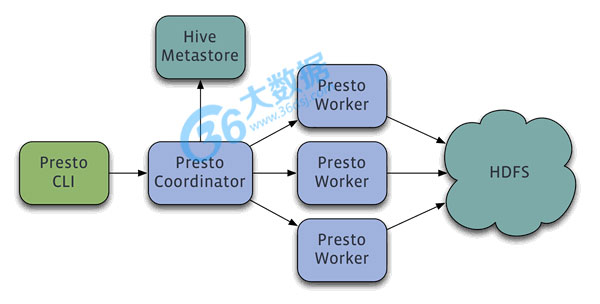 Hive
Metastore
36大数据
www.36dsj.com
Presto
Worker
Presto
CLI
Presto
Coordinator
Presto
Worker
HDFS
Presto
Worker